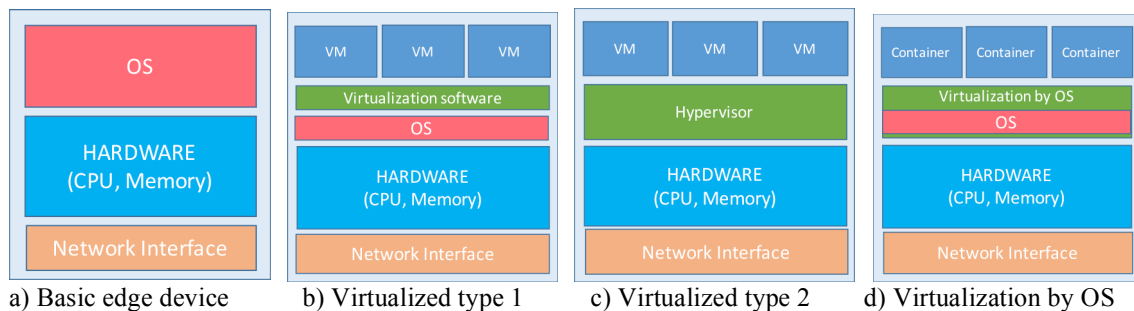 OS
HARDWARE
(CPU, Memory)
Network Interface
a) Basic edge device
VM VM VM
Virtualization software
OS
HARDWARE
(CPU, Memory)
Network Interface
b) Virtualized type 1
VM VM VM
Hypervisor
HARDWARE
(CPU, Memory)
Network Interface
c) Virtualized type 2
Container Container Container
Virtualization by OS
OS
HARDWARE
(CPU, Memory)
Network Interface
d) Virtualization by OS